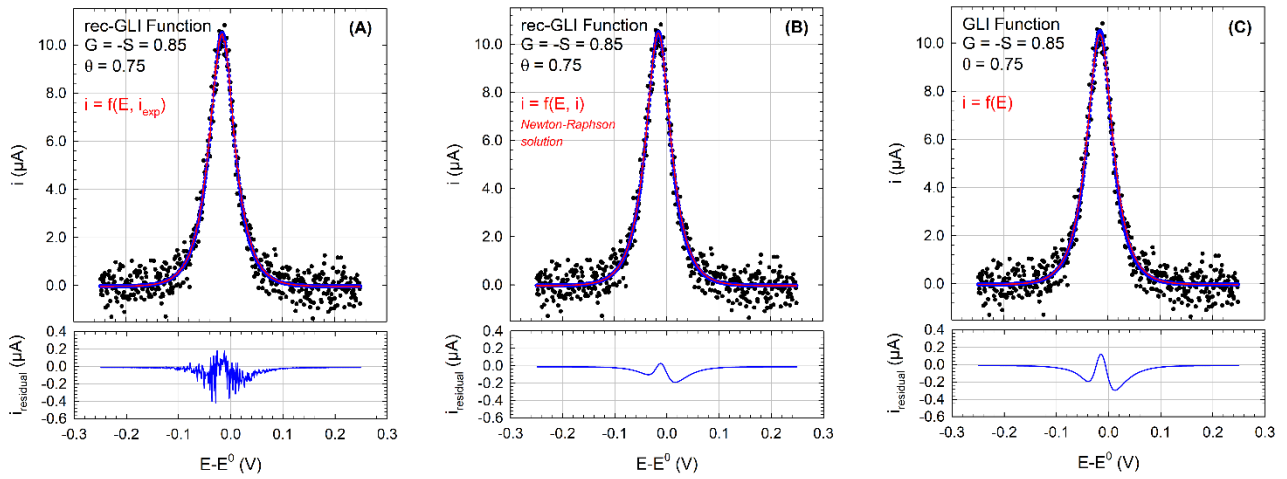 rec-GLI Function
(A)
G = -S = 0.85
θ = 0.75
i = f(E, i_exp)
10.0
8.0
6.0
4.0
2.0
0.0
i (μA)
0.4
0.2
0.0
-0.2
-0.4
-0.6
i_residual (μA)
-0.3 -0.2 -0.1 0.0 0.1 0.2 0.3
E-E⁰ (V)
rec-GLI Function
(B)
G = -S = 0.85
θ = 0.75
i = f(E, i)
Newton-Raphson
solution
10.0
8.0
6.0
4.0
2.0
0.0
i (μA)
0.4
0.2
0.0
-0.2
-0.4
-0.6
i_residual (μA)
-0.3 -0.2 -0.1 0.0 0.1 0.2 0.3
E-E⁰ (V)
GLI Function
(C)
G = -S = 0.85
θ = 0.75
i = f(E)
10.0
8.0
6.0
4.0
2.0
0.0
i (μA)
0.4
0.2
0.0
-0.2
-0.4
-0.6
i_residual (μA)
-0.3 -0.2 -0.1 0.0 0.1 0.2 0.3
E-E⁰ (V)